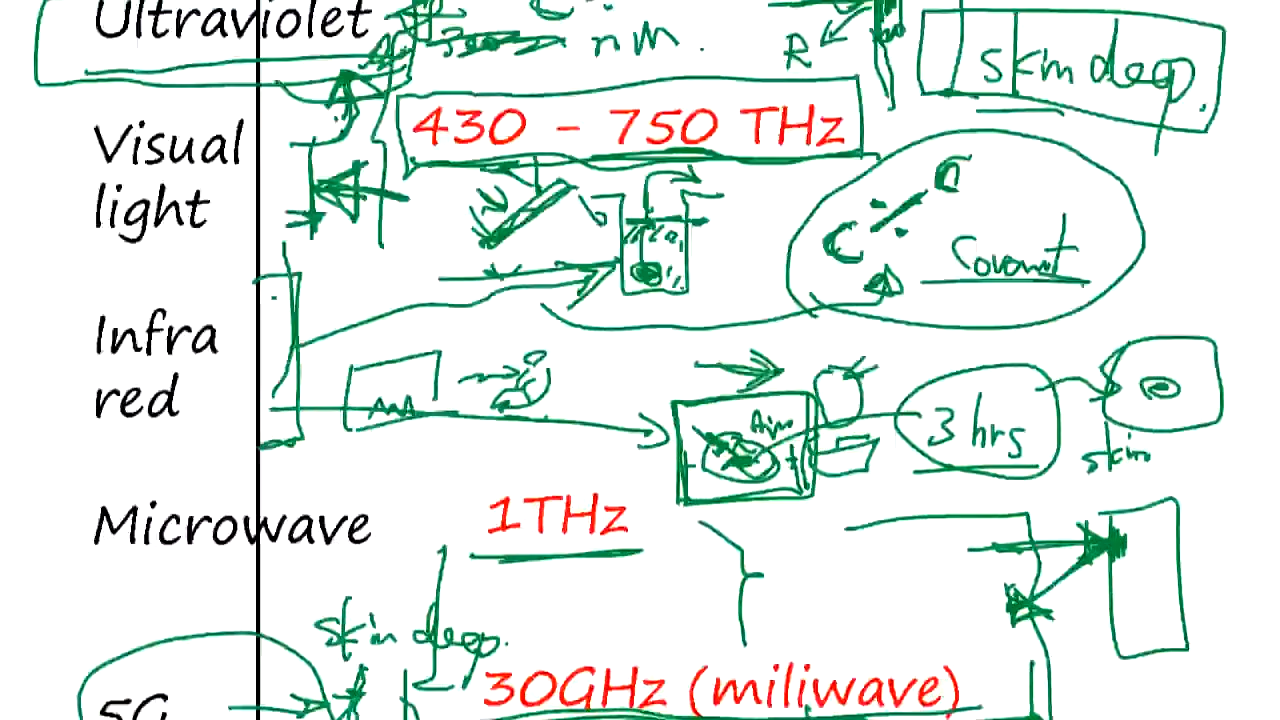 Ultraviolet
nm.
R
skin deep.
430 - 750 THz
Visual
light
Infra
red
3 hrs
skin
Microwave
1THz
skin deep.
30GHz (miliwave)
5G